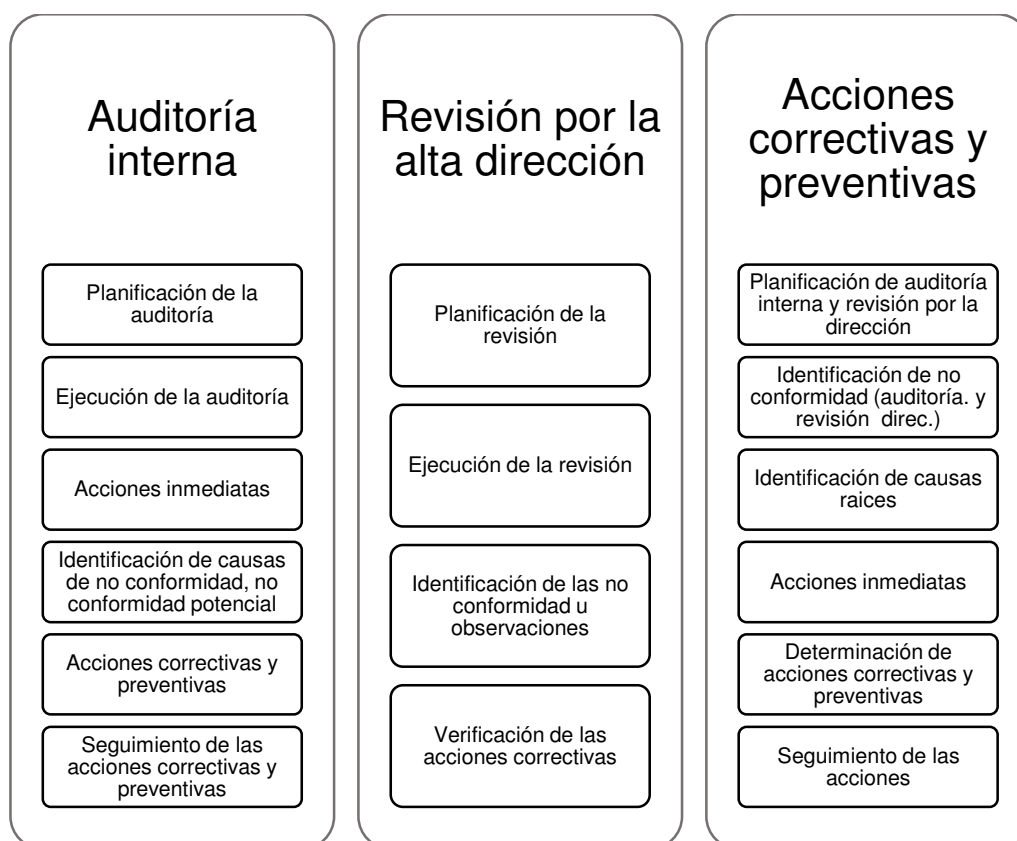 Auditoría
interna
Planificación de la
auditoría
Ejecución de la auditoría
Acciones inmediatas
Identificación de causas
de no conformidad, no
conformidad potencial
Acciones correctivas y
preventivas
Seguimiento de las
acciones correctivas y
preventivas
Revisión por la
alta dirección
Planificación de la
revisión
Ejecución de la revisión
Identificación de las no
conformidad u
observaciones
Verificación de las
acciones correctivas
Acciones
correctivas y
preventivas
Planificación de auditoría
interna y revisión por la
dirección
Identificación de no
conformidad (auditoría. y
revisión direc.)
Identificación de causas
raices
Acciones inmediatas
Determinación de
acciones correctivas y
preventivas
Seguimiento de las
acciones